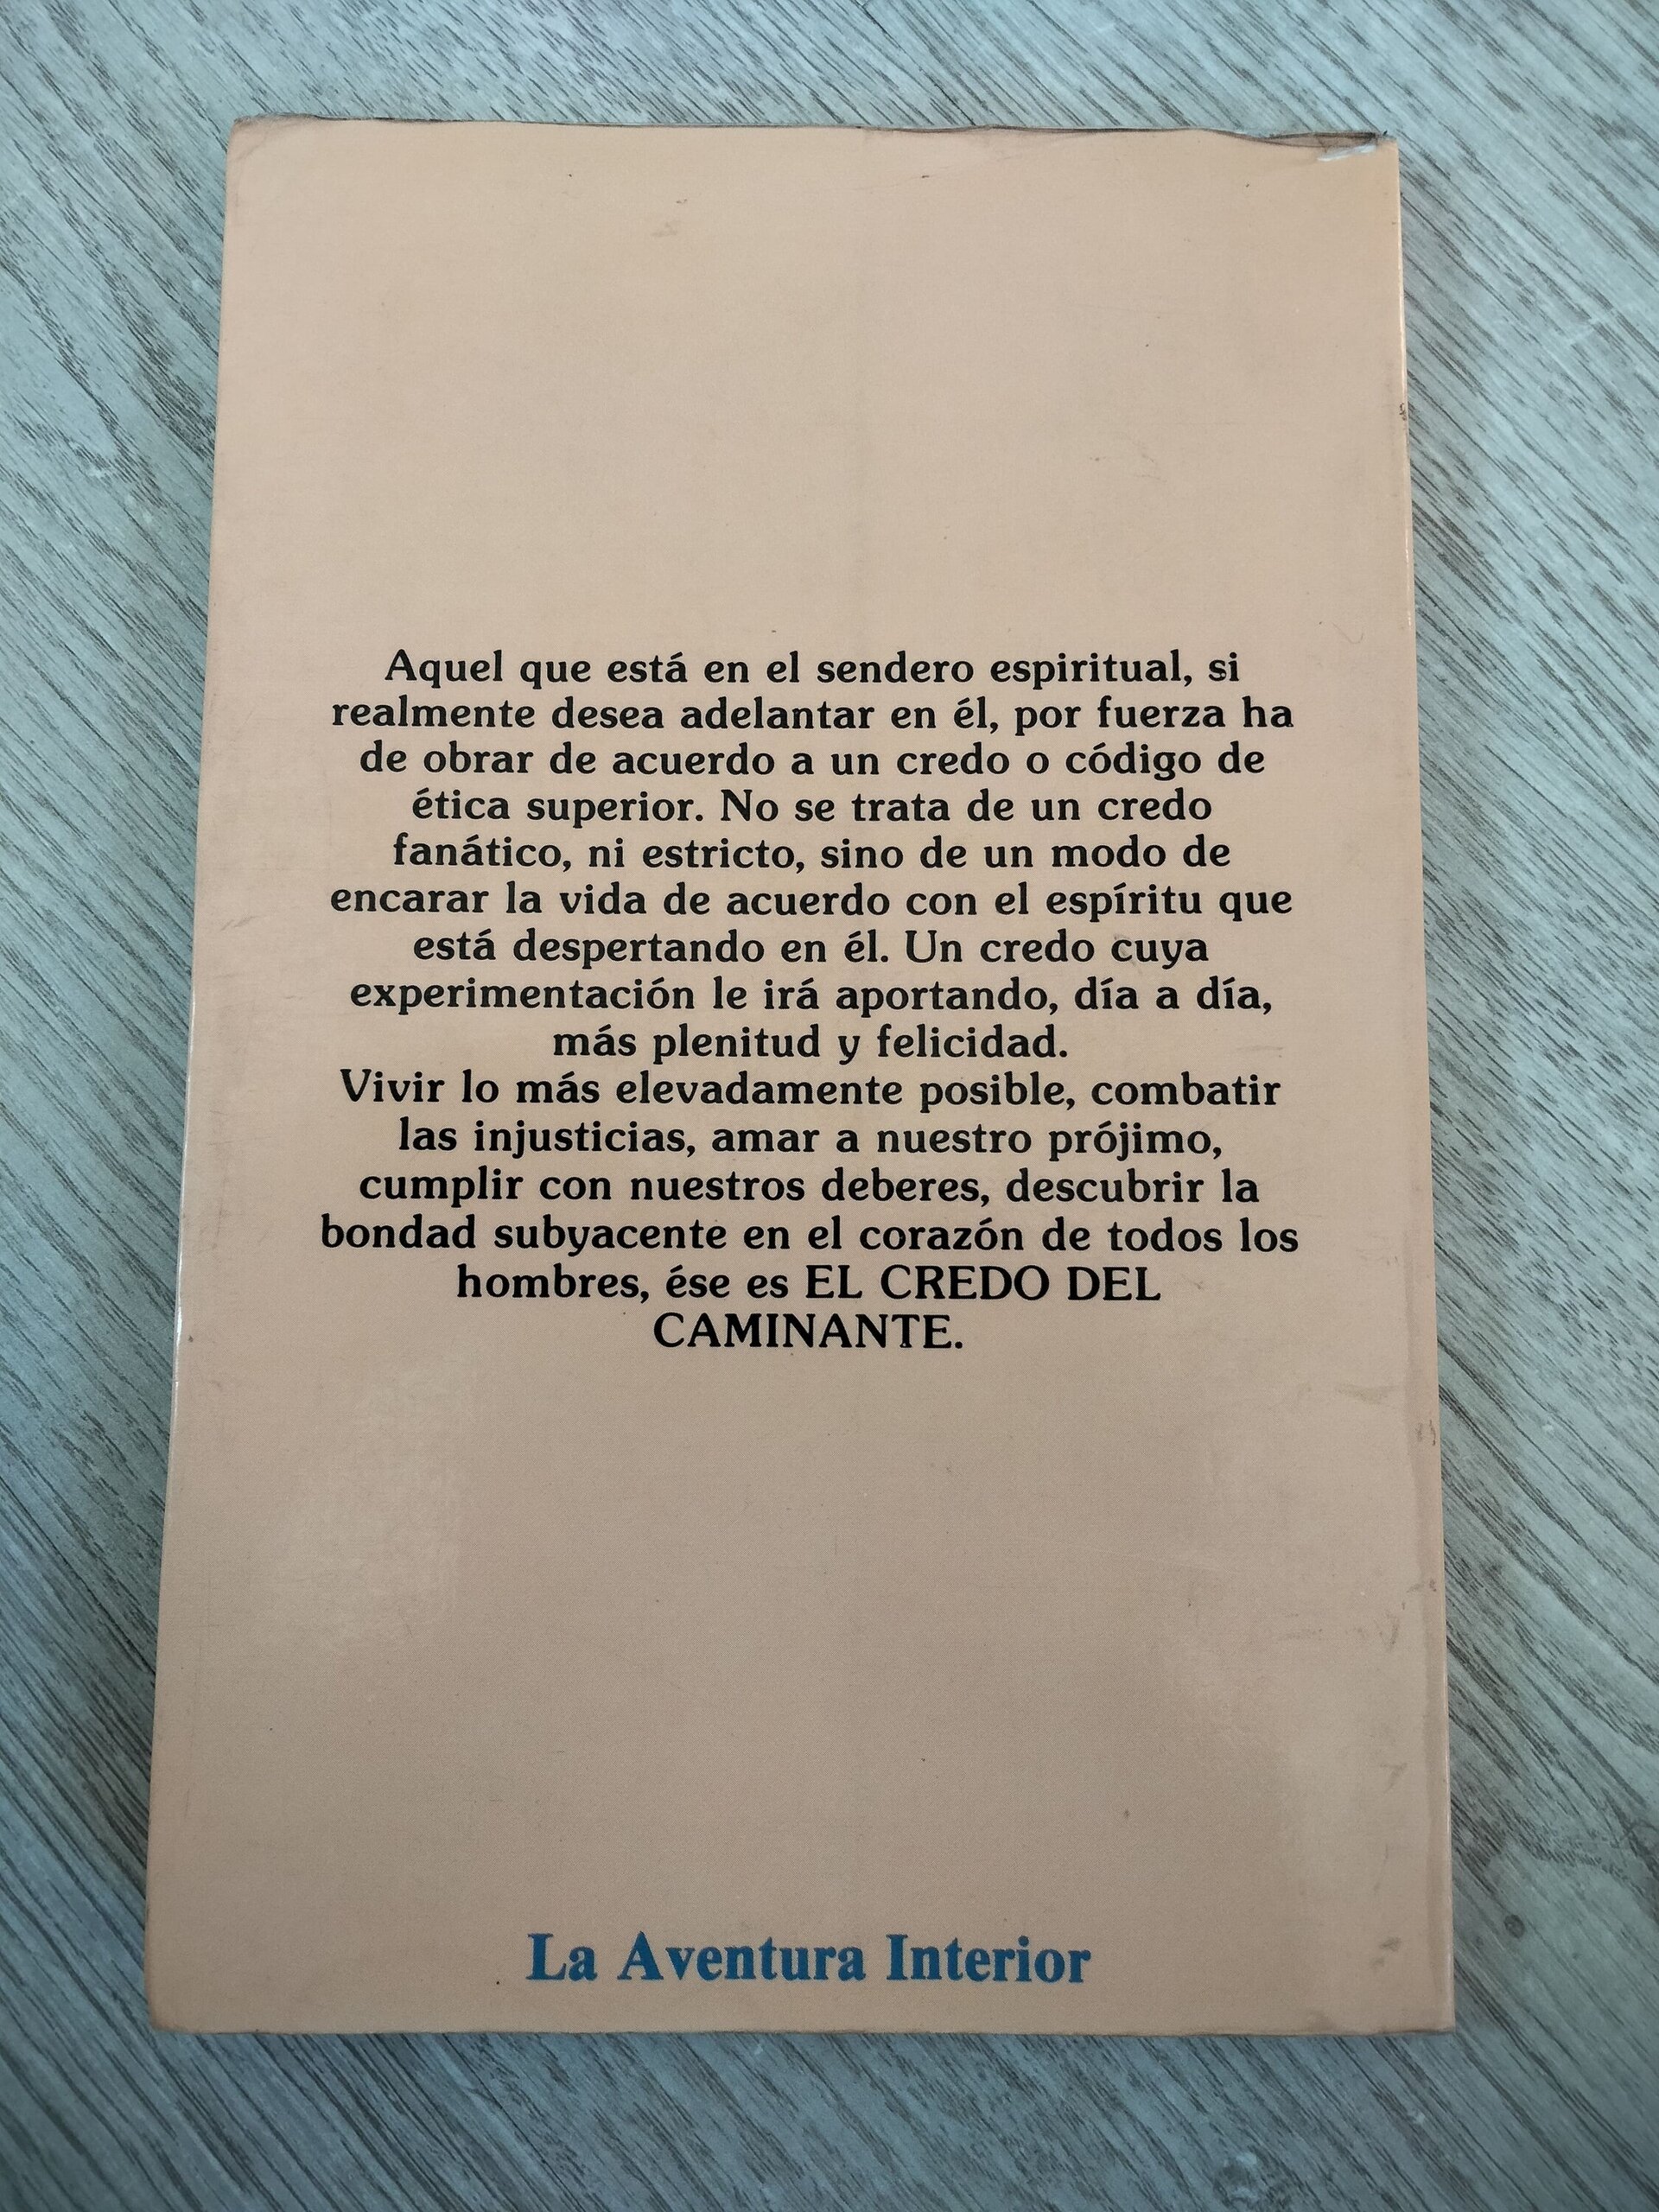 Aquel que está en el sendero espiritual, si
realmente desea adelantar en él, por fuerza ha
de obrar de acuerdo a un credo o código de
ética superior. No se trata de un credo
fanático, ni estricto, sino de un modo de
encarar la vida de acuerdo con el espíritu que
está despertando en él. Un credo cuya
experimentación le irá aportando, día a día,
más plenitud y felicidad.
Vivir lo más elevadamente posible, combatir
las injusticias, amar a nuestro prójimo,
cumplir con nuestros deberes, descubrir la
bondad subyacente en el corazón de todos los
hombres, ése es EL CREDO DEL
CAMINANTE.
La Aventura Interior